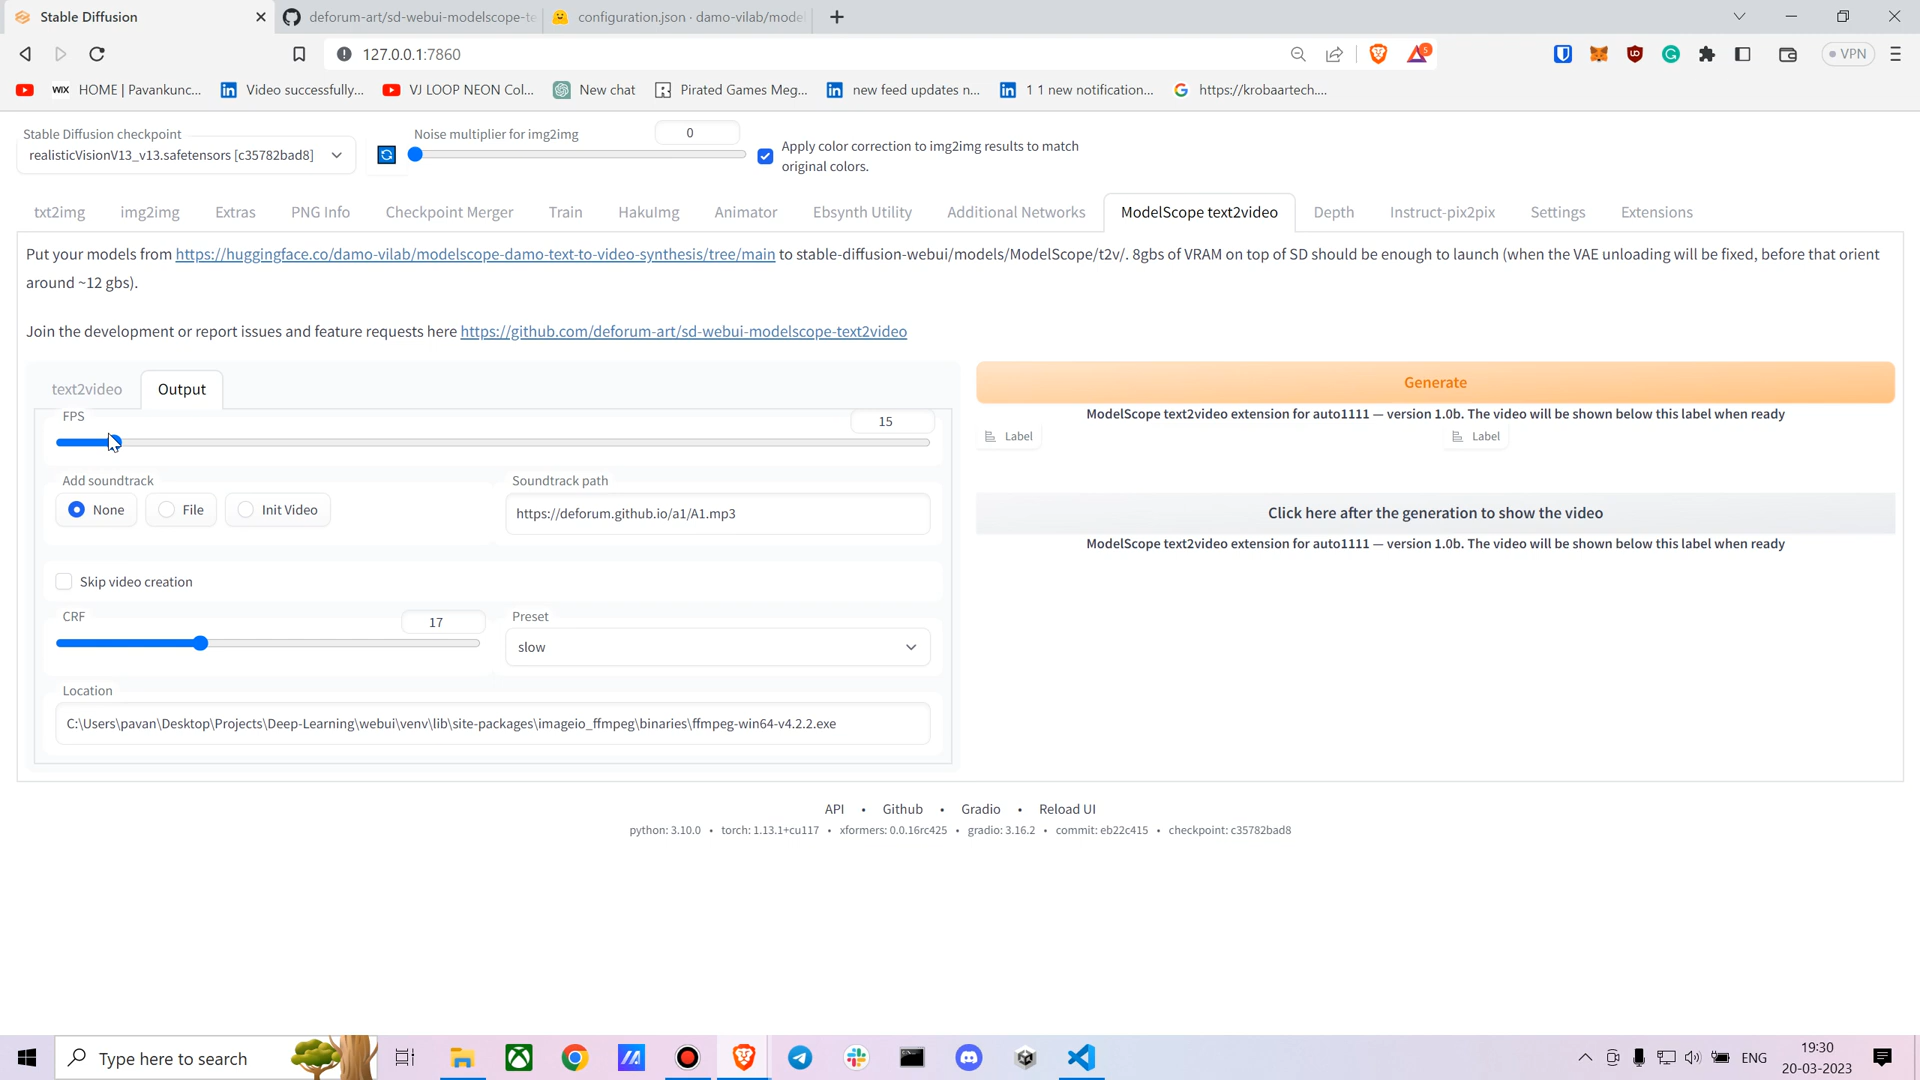 Stable Diffusion
deforum-art/sd-webui-modelscope-te
configuration.json · damo-vilab/mode
127.0.0.1:7860
5
VPN
WIX HOME | Pavankunc...
Video successfully...
VJ LOOP NEON Col...
New chat
Pirated Games Meg...
new feed updates n...
1 1 new notification...
https://krobaartech....
Stable Diffusion checkpoint
realisticVisionV13_v13.safetensors [c35782bad8]
Noise multiplier for img2img
0
Apply color correction to img2img results to match
original colors.
txt2img
img2img
Extras
PNG Info
Checkpoint Merger
Train
HakuImg
Animator
Ebsynth Utility
Additional Networks
ModelScope text2video
Depth
Instruct-pix2pix
Settings
Extensions
Put your models from https://huggingface.co/damo-vilab/modelscope-damo-text-to-video-synthesis/tree/main to stable-diffusion-webui/models/ModelScope/t2v/. 8gbs of VRAM on top of SD should be enough to launch (when the VAE unloading will be fixed, before that orient
around ~12 gbs).
Join the development or report issues and feature requests here https://github.com/deforum-art/sd-webui-modelscope-text2video
text2video
Output
FPS
15
Add soundtrack
None
File
Init Video
Soundtrack path
https://deforum.github.io/a1/A1.mp3
Skip video creation
CRF
17
Preset
slow
Location
C:\Users\pavan\Desktop\Projects\Deep-Learning\webui\venv\lib\site-packages\imageio_ffmpeg\binaries\ffmpeg-win64-v4.2.2.exe
Generate
ModelScope text2video extension for auto1111 — version 1.0b. The video will be shown below this label when ready
Label
Label
Click here after the generation to show the video
ModelScope text2video extension for auto1111 — version 1.0b. The video will be shown below this label when ready
API • Github • Gradio • Reload UI
python: 3.10.0 • torch: 1.13.1+cu117 • xformers: 0.0.16rc425 • gradio: 3.16.2 • commit: eb22c415 • checkpoint: c35782bad8
Type here to search
ENG
19:30
20-03-2023